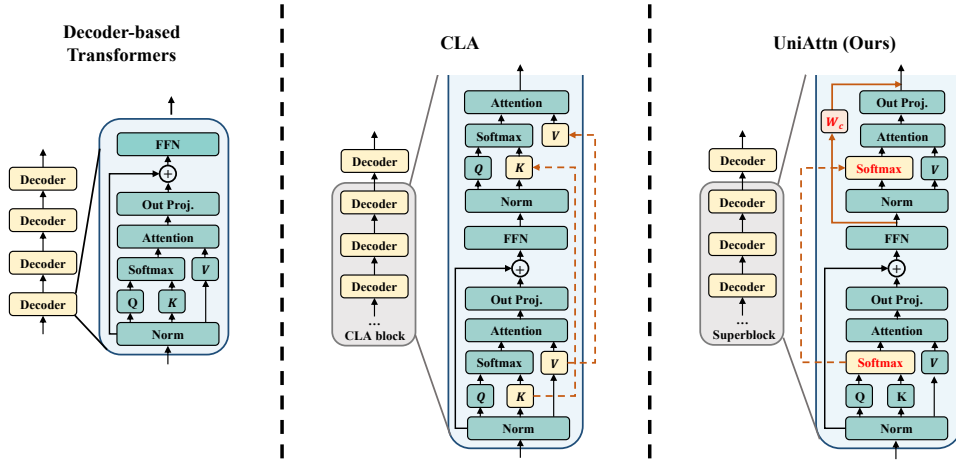 Decoder-based
Transformers
FFN
+
Out Proj.
Attention
Softmax
V
Q
K
Norm
Decoder
Decoder
Decoder
Decoder
CLA
Attention
Softmax
V
Q
K
Norm
FFN
+
Out Proj.
Attention
Softmax
V
Q
K
Norm
Decoder
Decoder
Decoder
Decoder
...
CLA block
UniAttn (Ours)
Out Proj.
W_c
Attention
Softmax
V
Norm
FFN
+
Out Proj.
Attention
Softmax
V
Q
K
Norm
Decoder
Decoder
Decoder
Decoder
...
Superblock